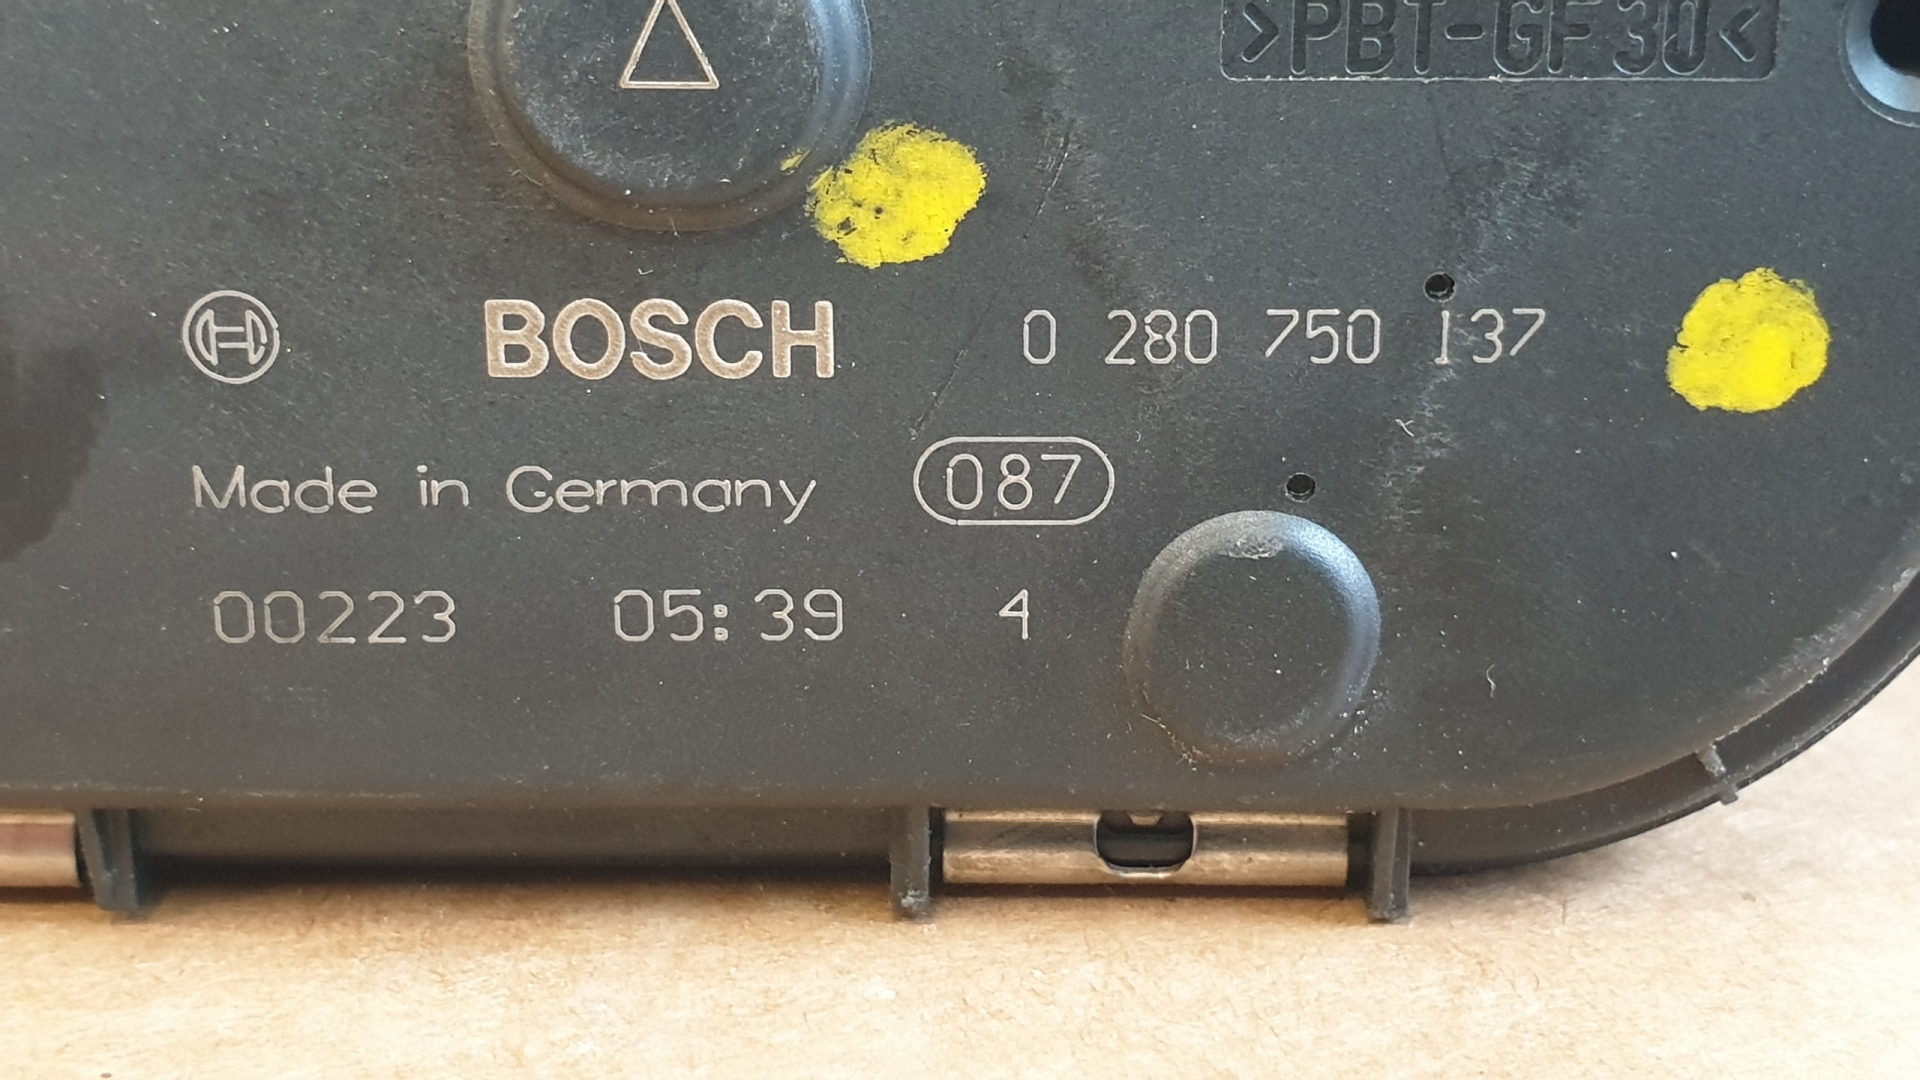 >PBT-GF30<
BOSCH 0 280 750 137
Made in Germany 087
00223 05:39 4